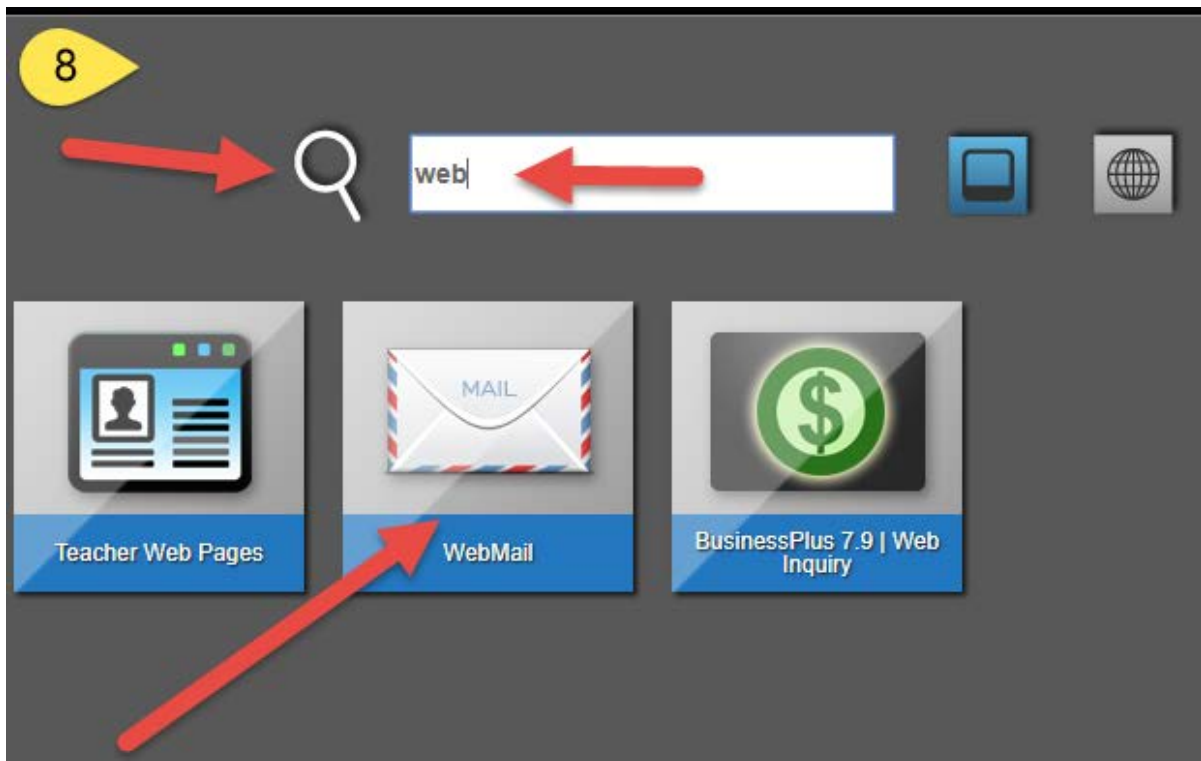 8
web
MAIL
Teacher Web Pages
WebMail
BusinessPlus 7.9 | Web
Inquiry